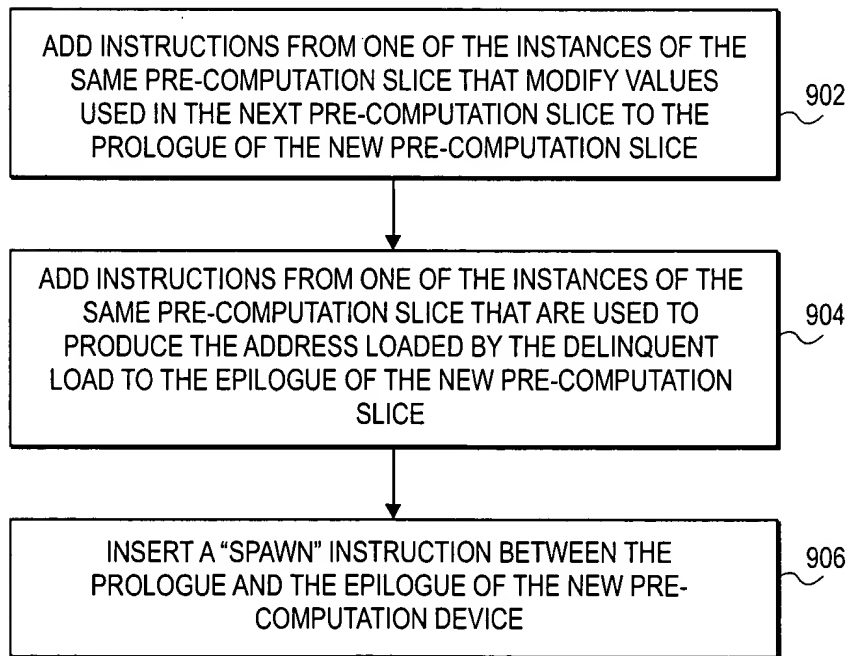 ADD INSTRUCTIONS FROM ONE OF THE INSTANCES OF THE
SAME PRE-COMPUTATION SLICE THAT MODIFY VALUES
USED IN THE NEXT PRE-COMPUTATION SLICE TO THE
PROLOGUE OF THE NEW PRE-COMPUTATION SLICE
902
ADD INSTRUCTIONS FROM ONE OF THE INSTANCES OF THE
SAME PRE-COMPUTATION SLICE THAT ARE USED TO
PRODUCE THE ADDRESS LOADED BY THE DELINQUENT
LOAD TO THE EPILOGUE OF THE NEW PRE-COMPUTATION
SLICE
904
INSERT A “SPAWN” INSTRUCTION BETWEEN THE
PROLOGUE AND THE EPILOGUE OF THE NEW PRE-
COMPUTATION DEVICE
906